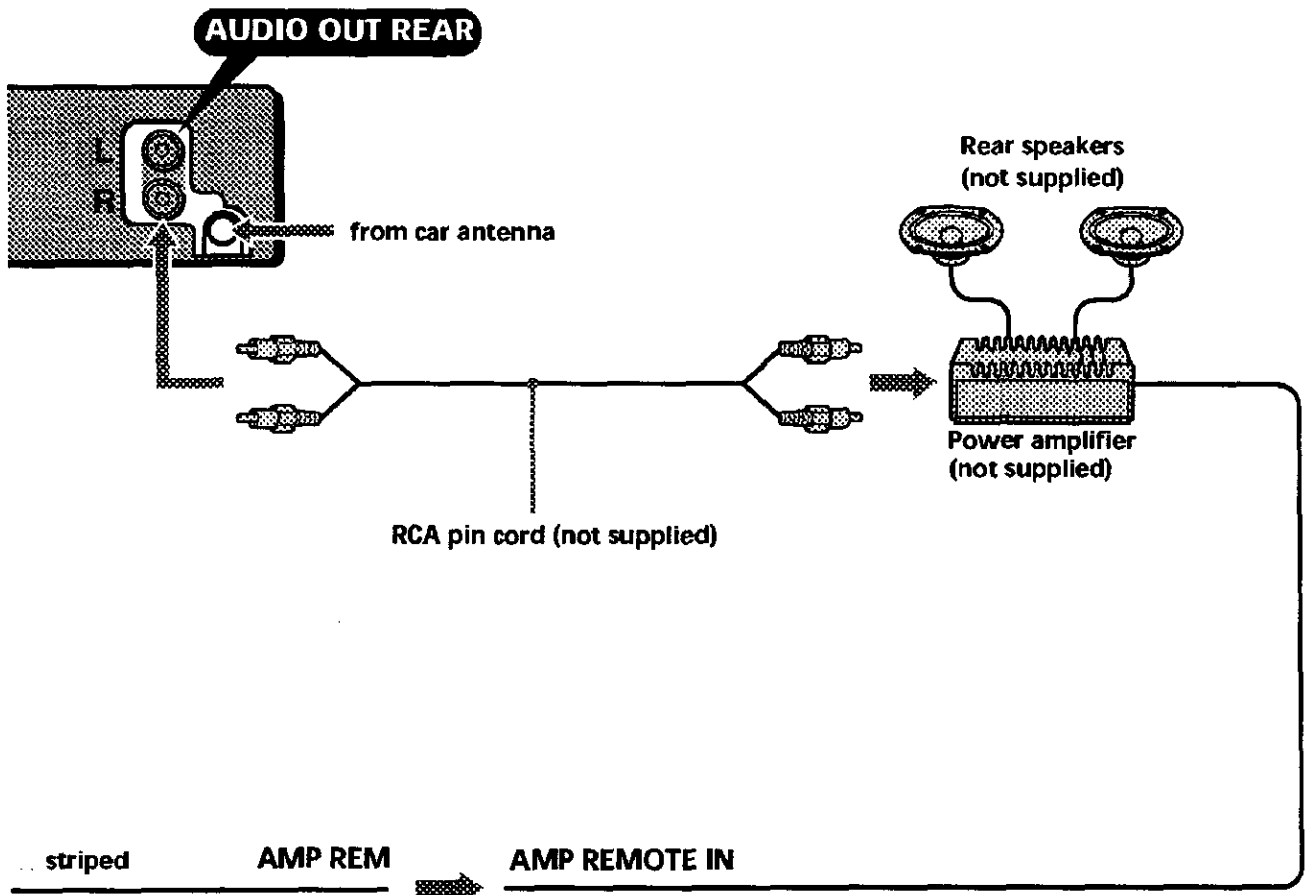 AUDIO OUT REAR
L
R
from car antenna
Rear speakers
(not supplied)
Power amplifier
(not supplied)
RCA pin cord (not supplied)
striped
AMP REM
AMP REMOTE IN